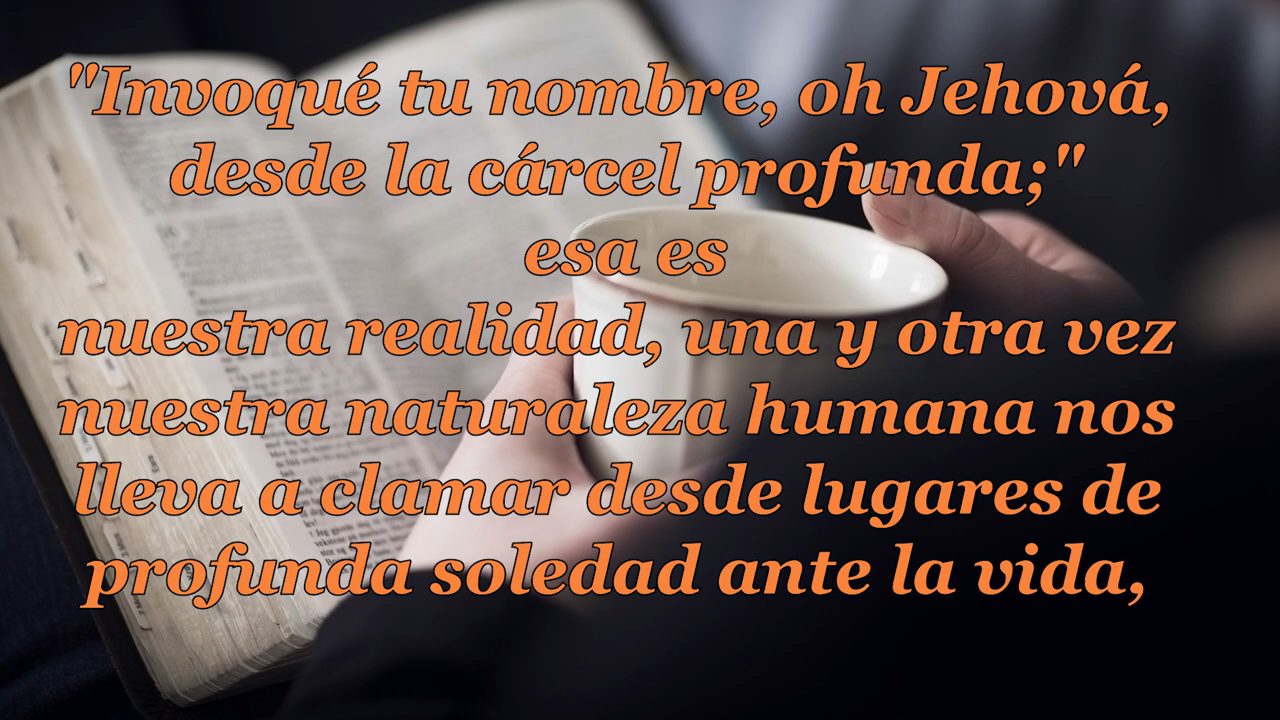 "Invoqué tu nombre, oh Jehová,
desde la cárcel profunda;"
esa es
nuestra realidad, una y otra vez
nuestra naturaleza humana nos
lleva a clamar desde lugares de
profunda soledad ante la vida,